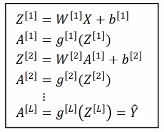 Z^{[1]} = W^{[1]}X + b^{[1]}
A^{[1]} = g^{[1]}(Z^{[1]})
Z^{[2]} = W^{[2]}A^{[1]} + b^{[2]}
A^{[2]} = g^{[2]}(Z^{[2]})
⋮
A^{[L]} = g^{[L]}(Z^{[L]}) = Ŷ